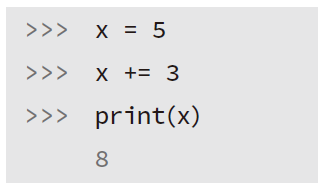 >>> x = 5
>>> x += 3
>>> print(x)
8